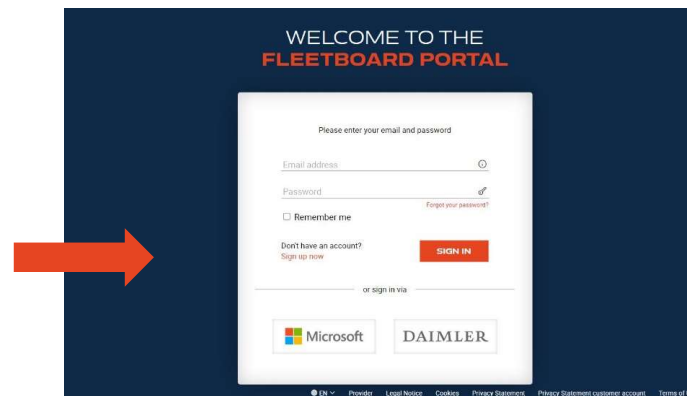 WELCOME TO THE
FLEETBOARD PORTAL
Please enter your email and password
Email address
Password
Forgot your password?
Remember me
Don't have an account?
Sign up now
SIGN IN
or sign in via
Microsoft
DAIMLER
EN Provider Legal Notice Cookies Privacy Statement Privacy Statement customer account Terms of